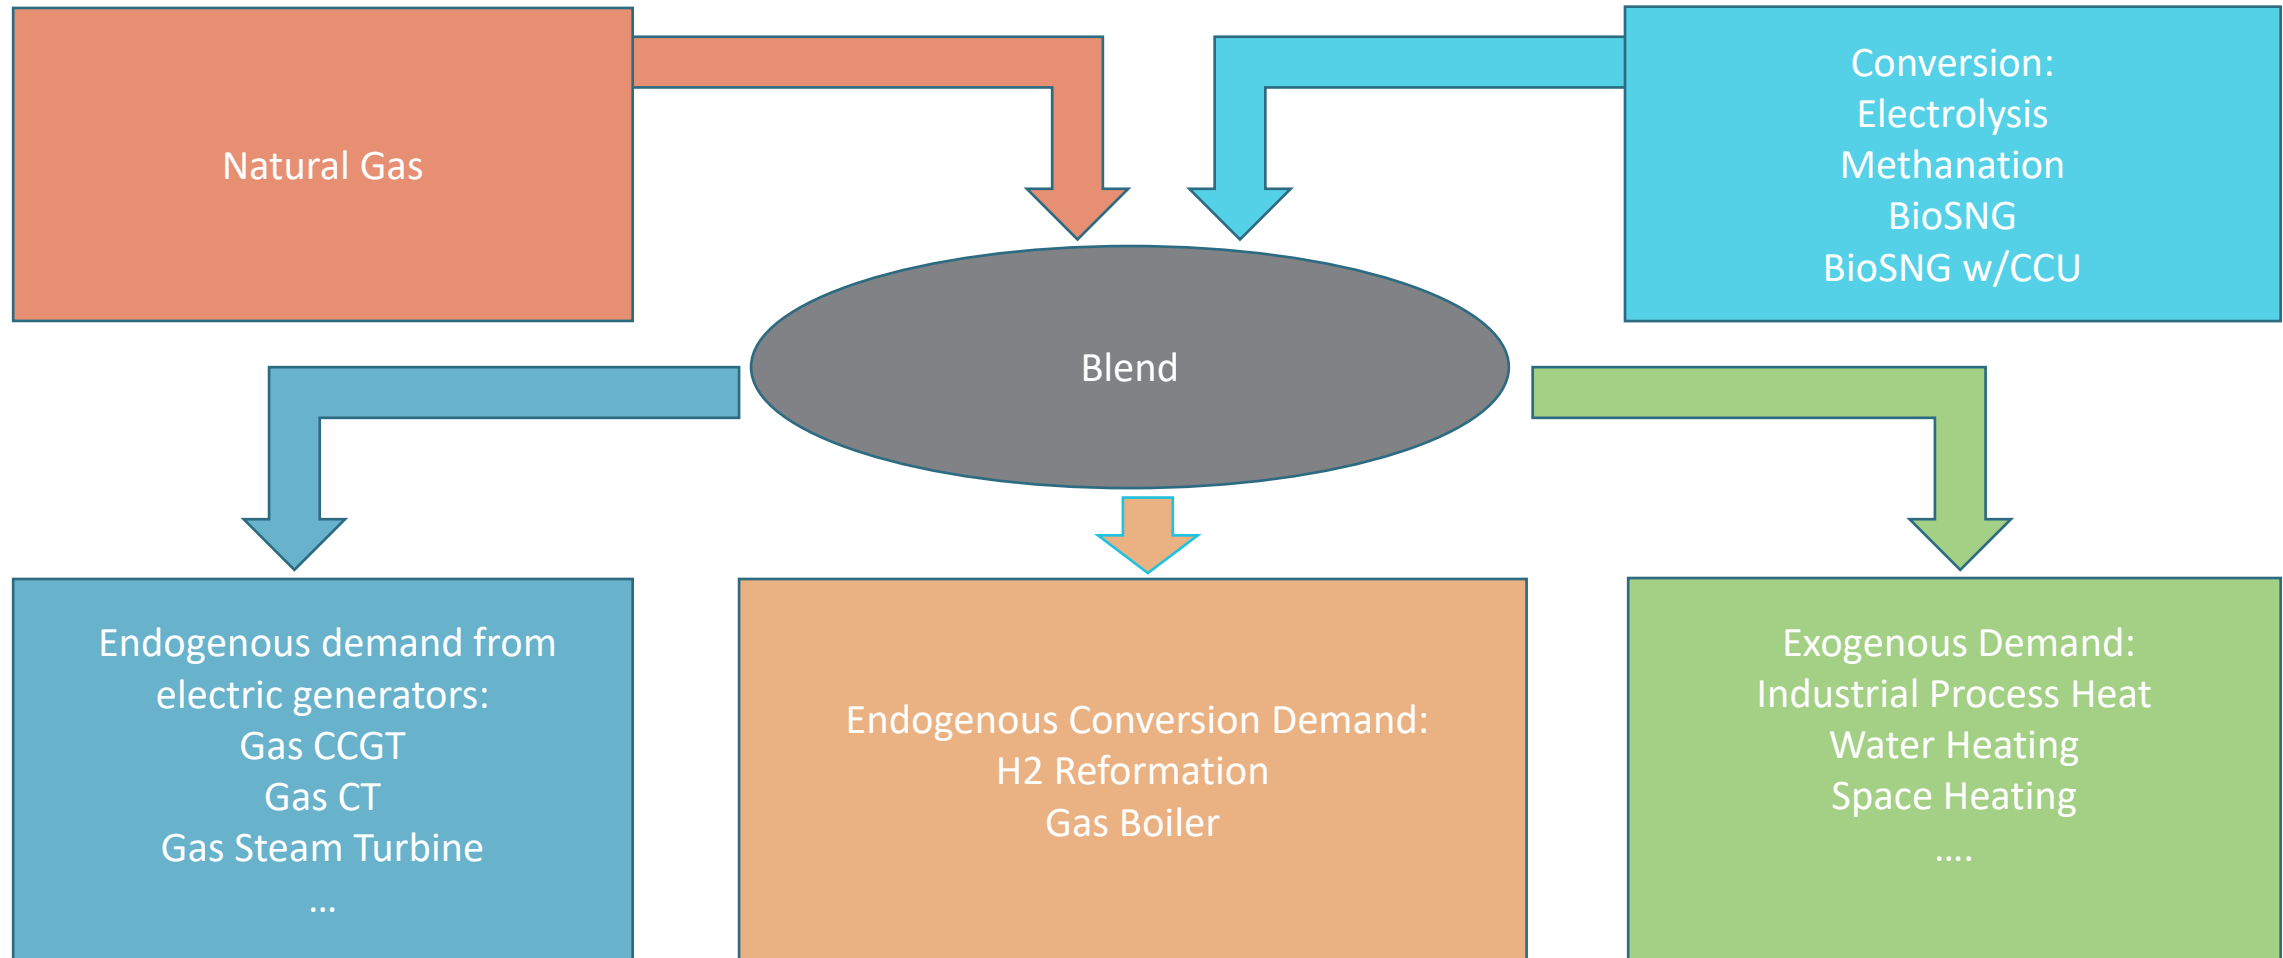 Natural Gas
Conversion:
Electrolysis
Methanation
BioSNG
BioSNG w/CCU
Blend
Endogenous demand from
electric generators:
Gas CCGT
Gas CT
Gas Steam Turbine
...
Endogenous Conversion Demand:
H2 Reformation
Gas Boiler
Exogenous Demand:
Industrial Process Heat
Water Heating
Space Heating
....